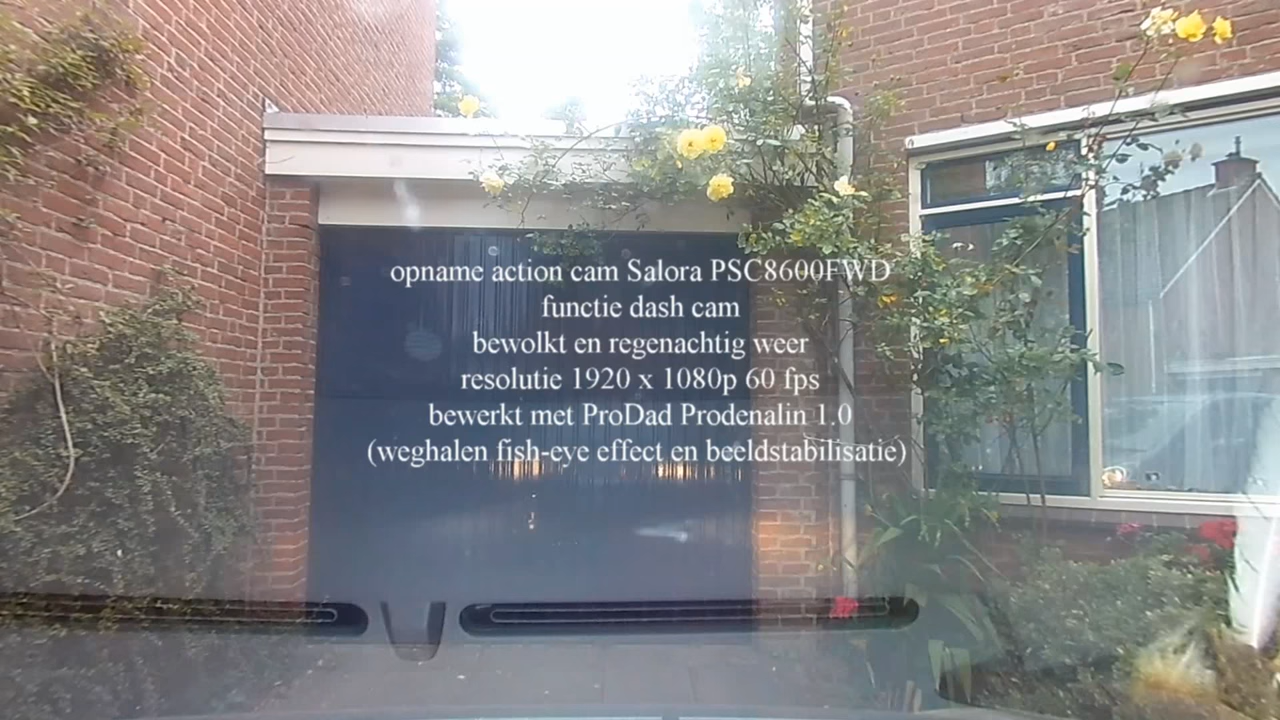 opname action cam Salora PSC8600FWD
functie dash cam
bewolkt en regenachtig weer
resolutie 1920 x 1080p 60 fps
bewerkt met ProDad Prodenalin 1.0
(weghalen fish-eye effect en beeldstabilisatie)